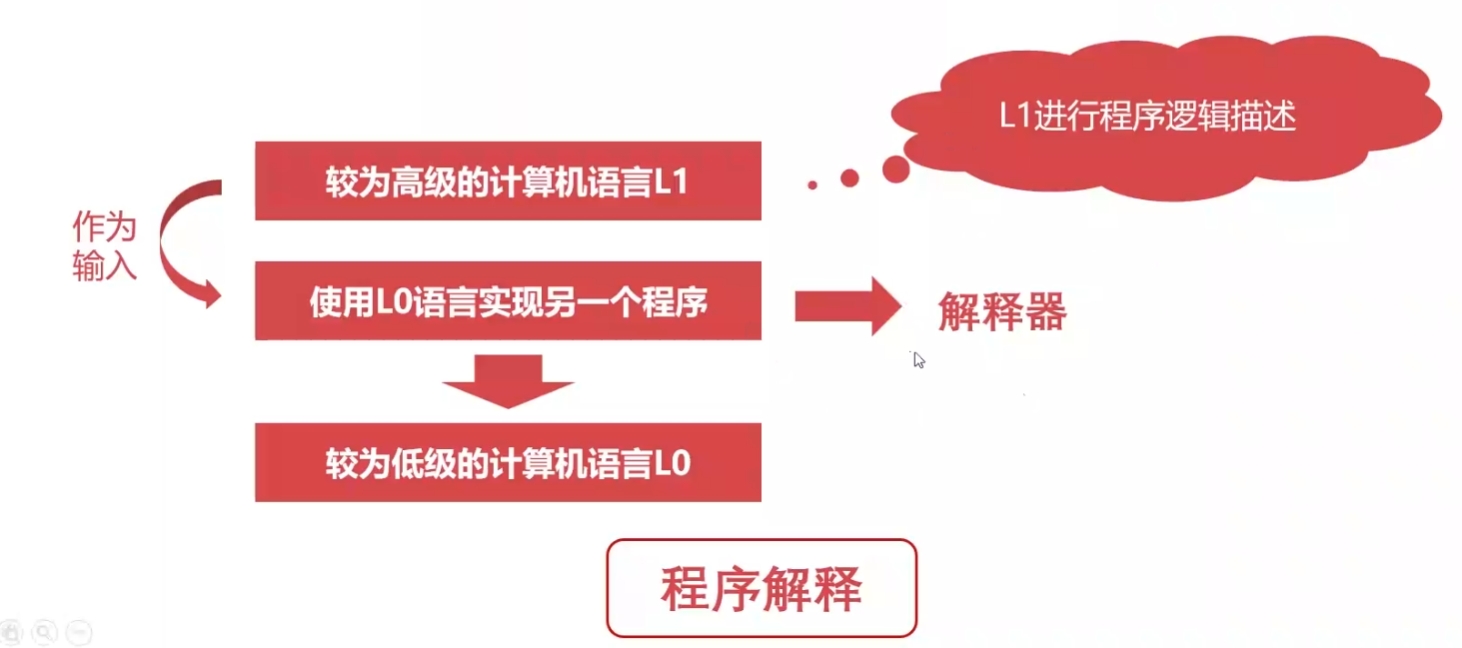 L1进行程序逻辑描述
较为高级的计算机语言L1
作为
输入
使用L0语言实现另一个程序
解释器
较为低级的计算机语言L0
程序解释